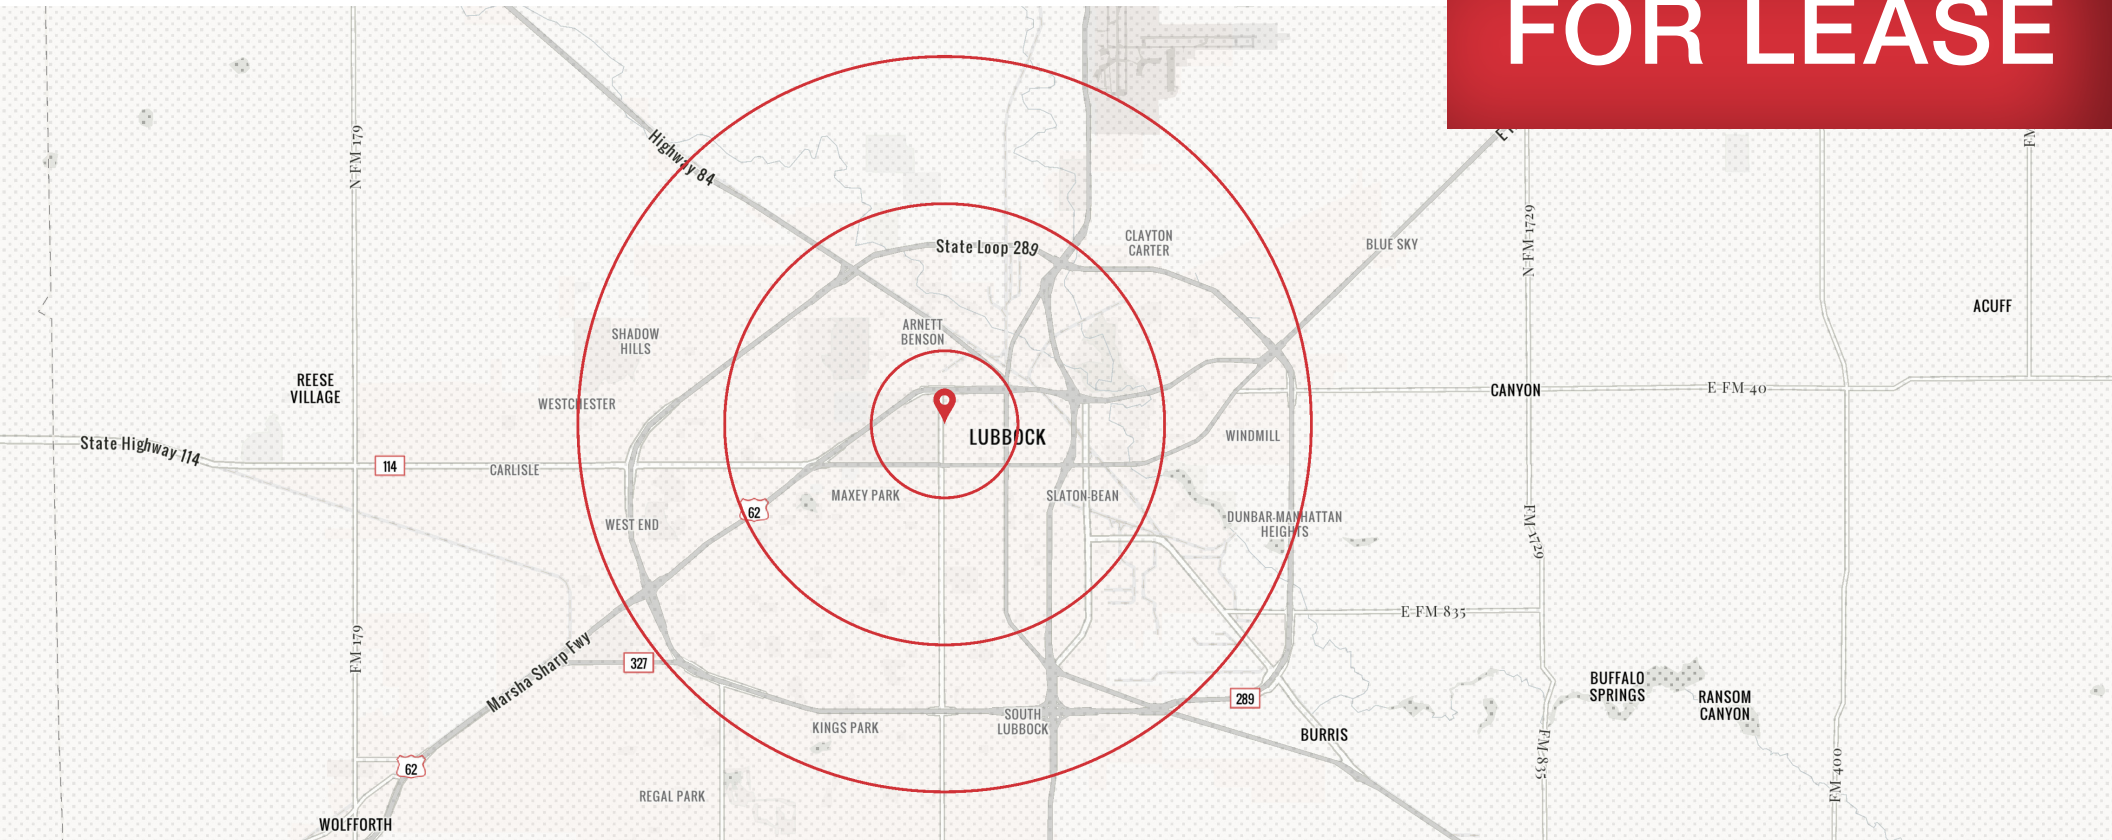 FOR LEASE
N FM 179
Highway 84
N FM 1729
CLAYTON
CARTER
BLUE SKY
State Loop 289
ACUFF
SHADOW
HILLS
ARNETT
BENSON
REESE
VILLAGE
WESTCHESTER
CANYON
E FM 40
State Highway 114
LUBBOCK
WINDMILL
114
CARLISLE
MAXEY PARK
SLATON-BEAN
62
WEST END
DUNBAR-MANHATTAN
HEIGHTS
FM 1729
E FM 835
FM 179
Marsha Sharp Fwy
327
289
BUFFALO
SPRINGS
RANSOM
CANYON
KINGS PARK
SOUTH
LUBBOCK
BURRIS
FM 835
FM 400
62
REGAL PARK
WOLFFORTH